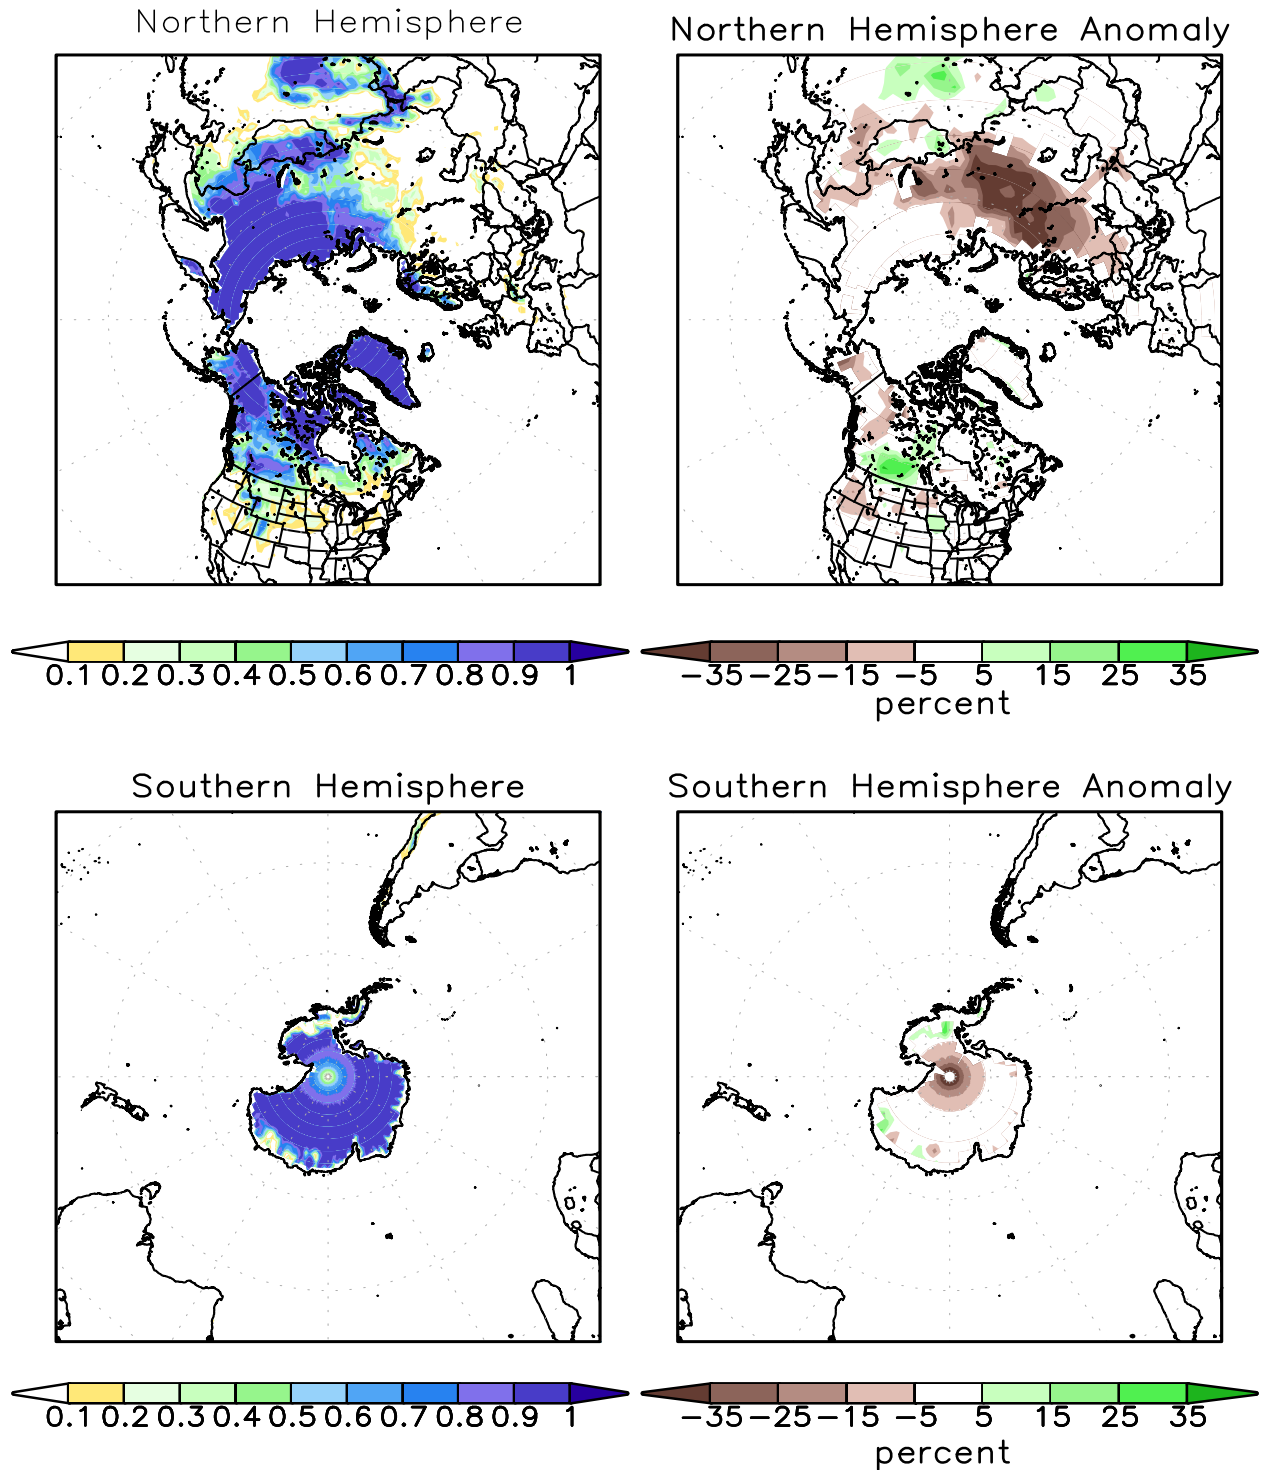 Northern Hemisphere
Northern Hemisphere Anomaly
0.1 0.2 0.3 0.4 0.5 0.6 0.7 0.8 0.9 1
-35 -25 -15 -5 5 15 25 35
percent
Southern Hemisphere
Southern Hemisphere Anomaly
0.1 0.2 0.3 0.4 0.5 0.6 0.7 0.8 0.9 1
-35 -25 -15 -5 5 15 25 35
percent